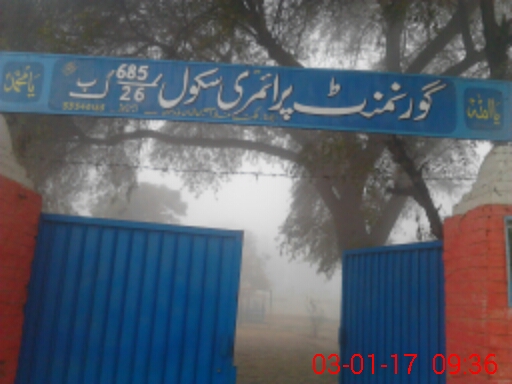 یا اللہ
گورنمنٹ پرائمری سکول 685/26 گ ب
یا محمد
03-01-17 09:36